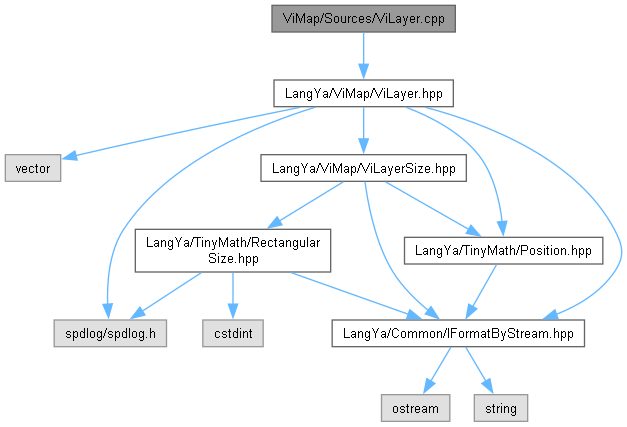 ViMap/Sources/ViLayer.cpp
LangYa/ViMap/ViLayer.hpp
vector
LangYa/ViMap/ViLayerSize.hpp
LangYa/TinyMath/Rectangular
Size.hpp
LangYa/TinyMath/Position.hpp
spdlog/spdlog.h
cstdint
LangYa/Common/IFormatByStream.hpp
ostream
string